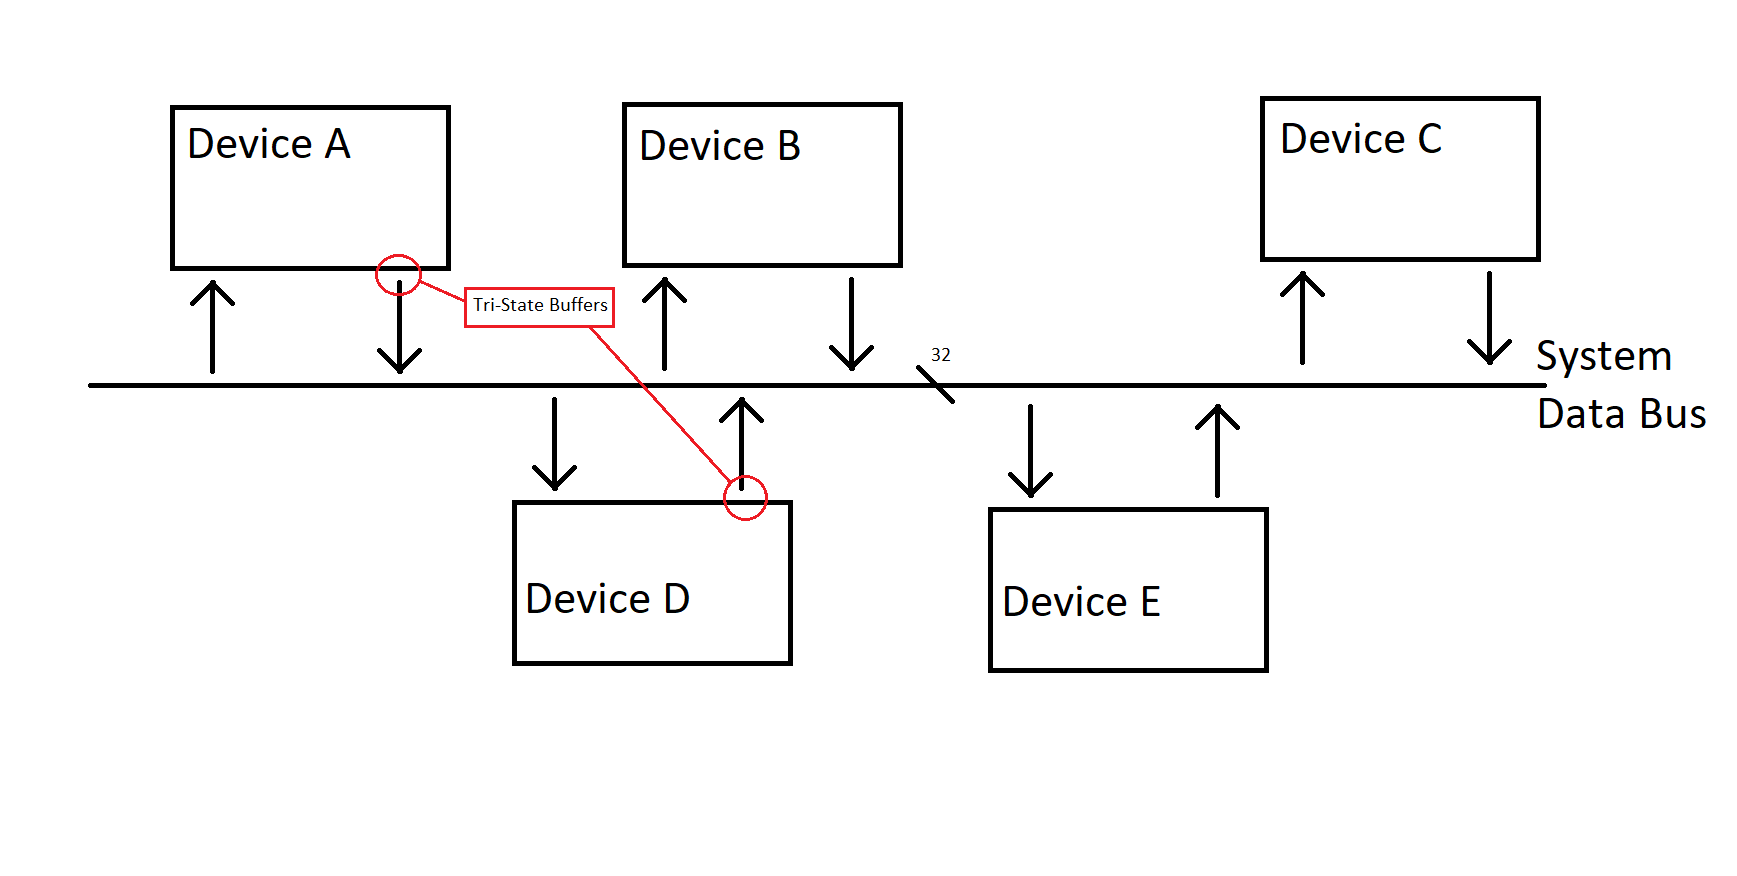 Device A
Device B
Device C
Tri-State Buffers
32
System
Data Bus
Device D
Device E